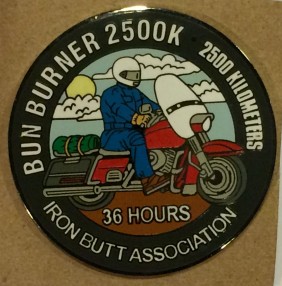 BUN BURNER 2500K
2500 KILOMETERS
36 HOURS
IRON BUTT ASSOCIATION